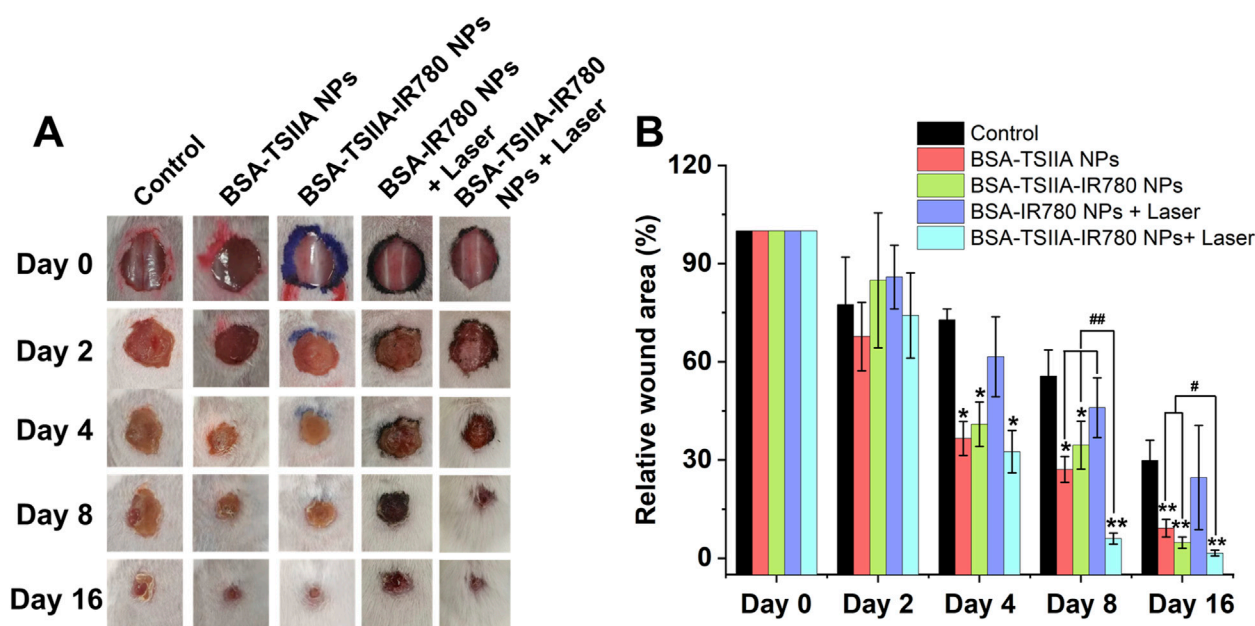 A
Control
BSA-TSIIA NPs
BSA-TSIIA-IR780 NPs
BSA-IR780 NPs
+ Laser
BSA-TSIIA-IR780
NPs + Laser
Day 0
Day 2
Day 4
Day 8
Day 16
B
Control
BSA-TSIIA NPs
BSA-TSIIA-IR780 NPs
BSA-IR780 NPs + Laser
BSA-TSIIA-IR780 NPs+ Laser
Relative wound area (%)
120
90
60
30
0
*
*
*
##
*
*
**
#
**
**
**
Day 0
Day 2
Day 4
Day 8
Day 16